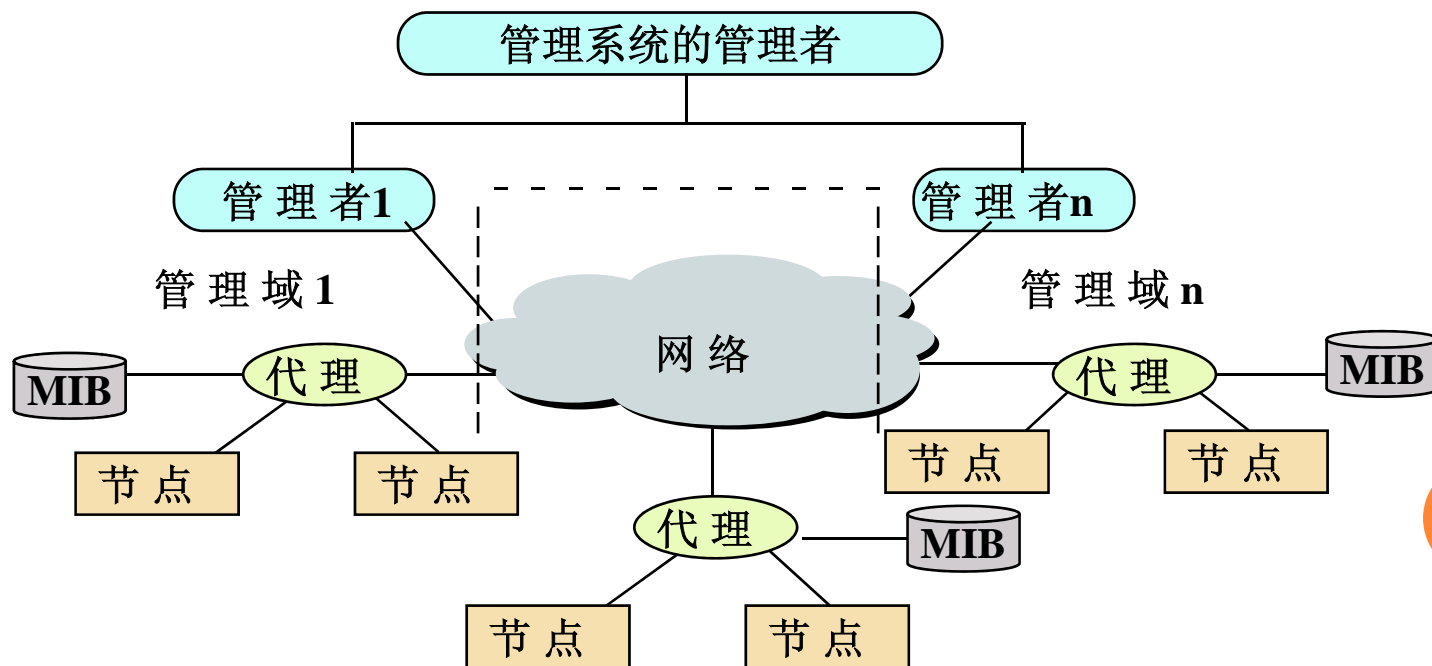 管理系统的管理者
管 理 者1
管 理 者n
管 理 域 1
管 理 域 n
网 络
MIB
代 理
代 理
MIB
节 点
节 点
节 点
节 点
代 理
MIB
节 点
节 点